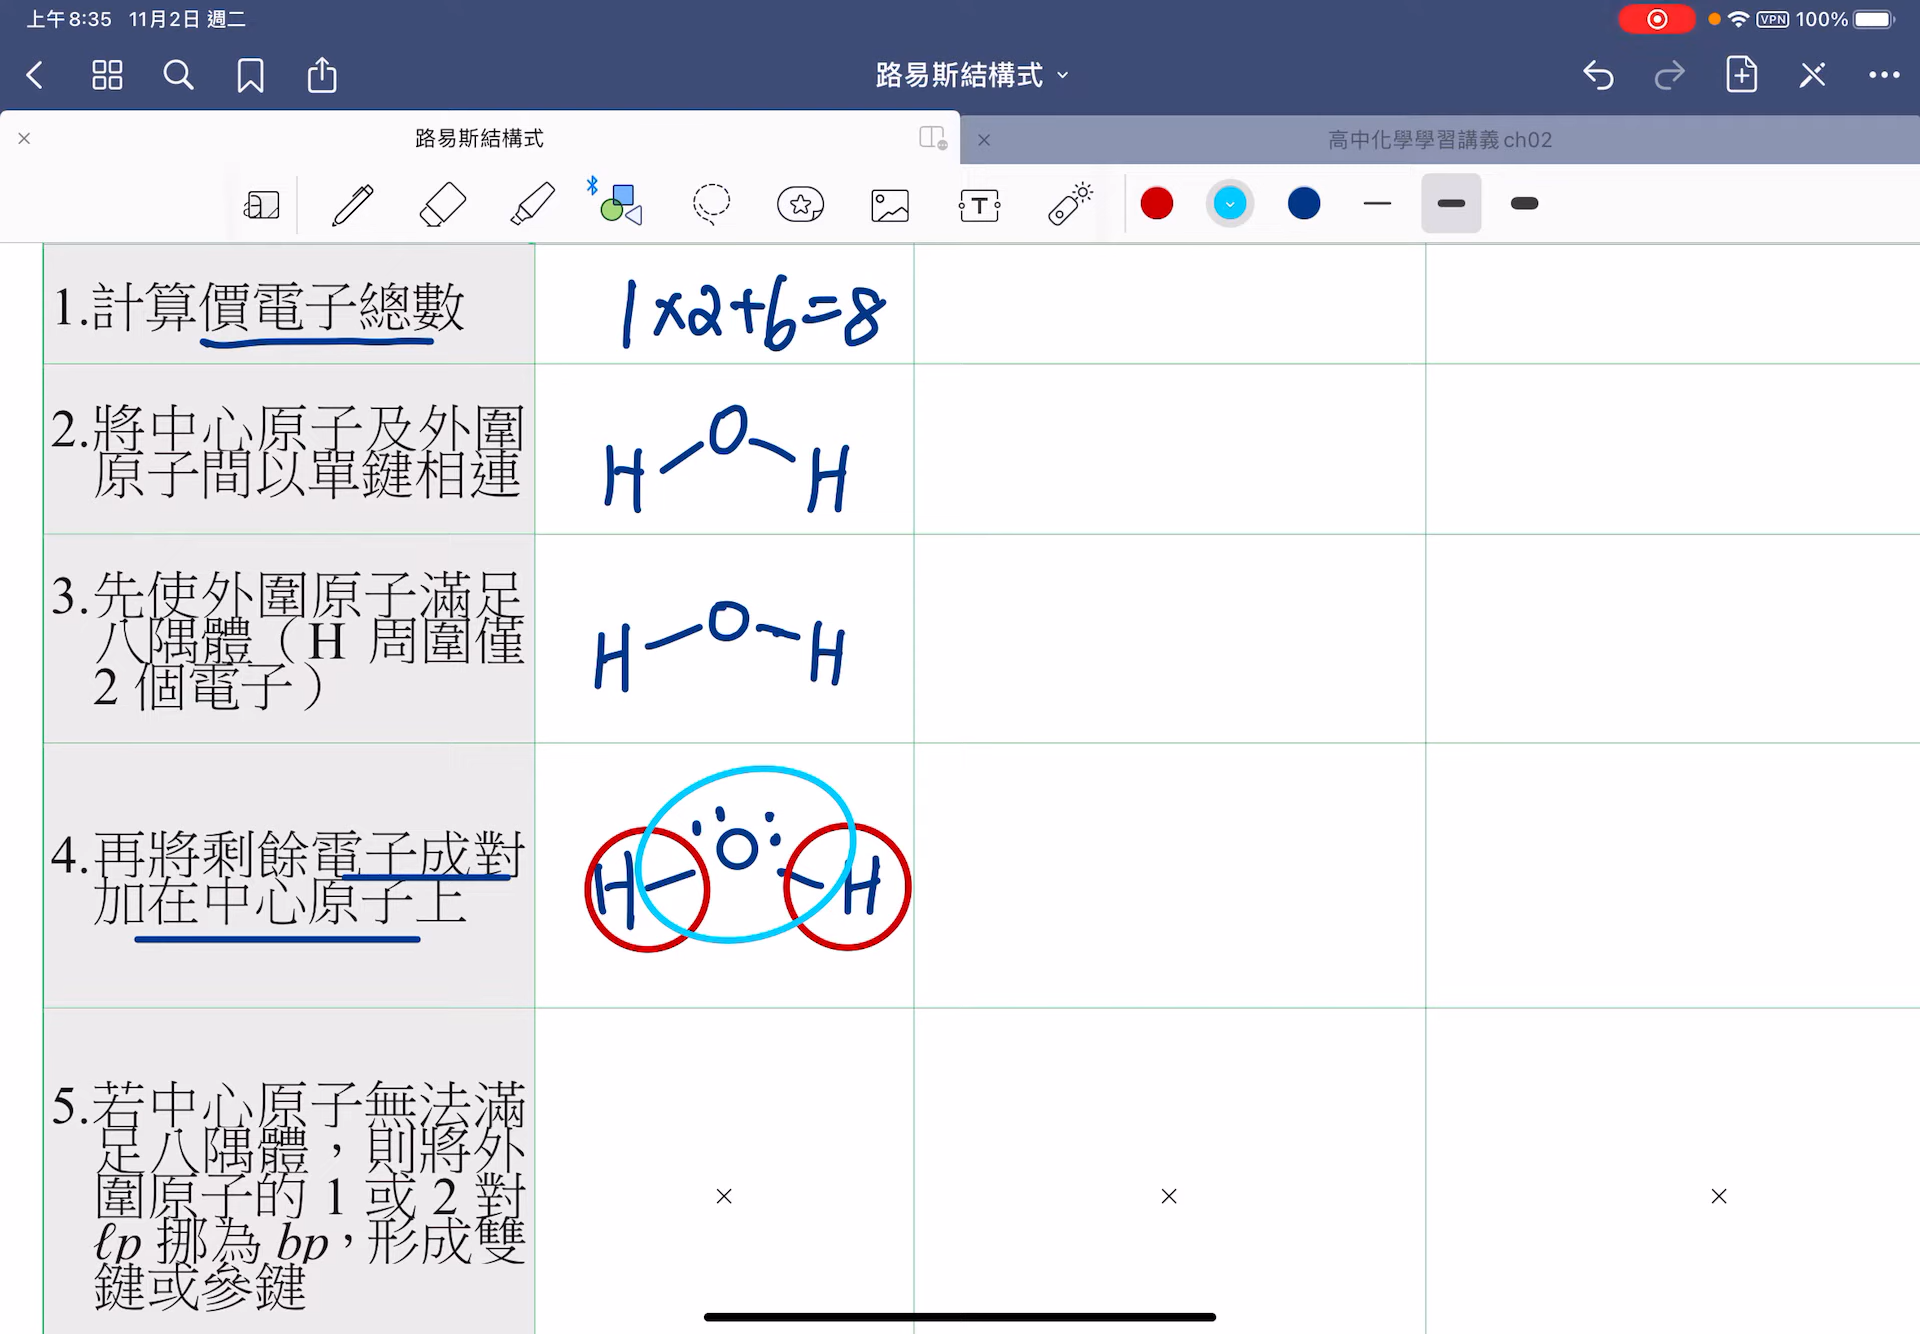 上午8:35 11月2日 週二
VPN 100%
路易斯結構式
路易斯結構式
高中化學學習講義ch02
a
T
1.計算價電子總數
1×2+6=8
2.將中心原子及外圍
原子間以單鍵相連
O
H H
3.先使外圍原子滿足
八隅體（H 周圍僅
2 個電子）
H O H
4.再將剩餘電子成對
加在中心原子上
O
H H
5.若中心原子無法滿
足八隅體，則將外
圍原子的 1 或 2 對
ℓp 挪為 bp，形成雙
鍵或參鍵
× × ×